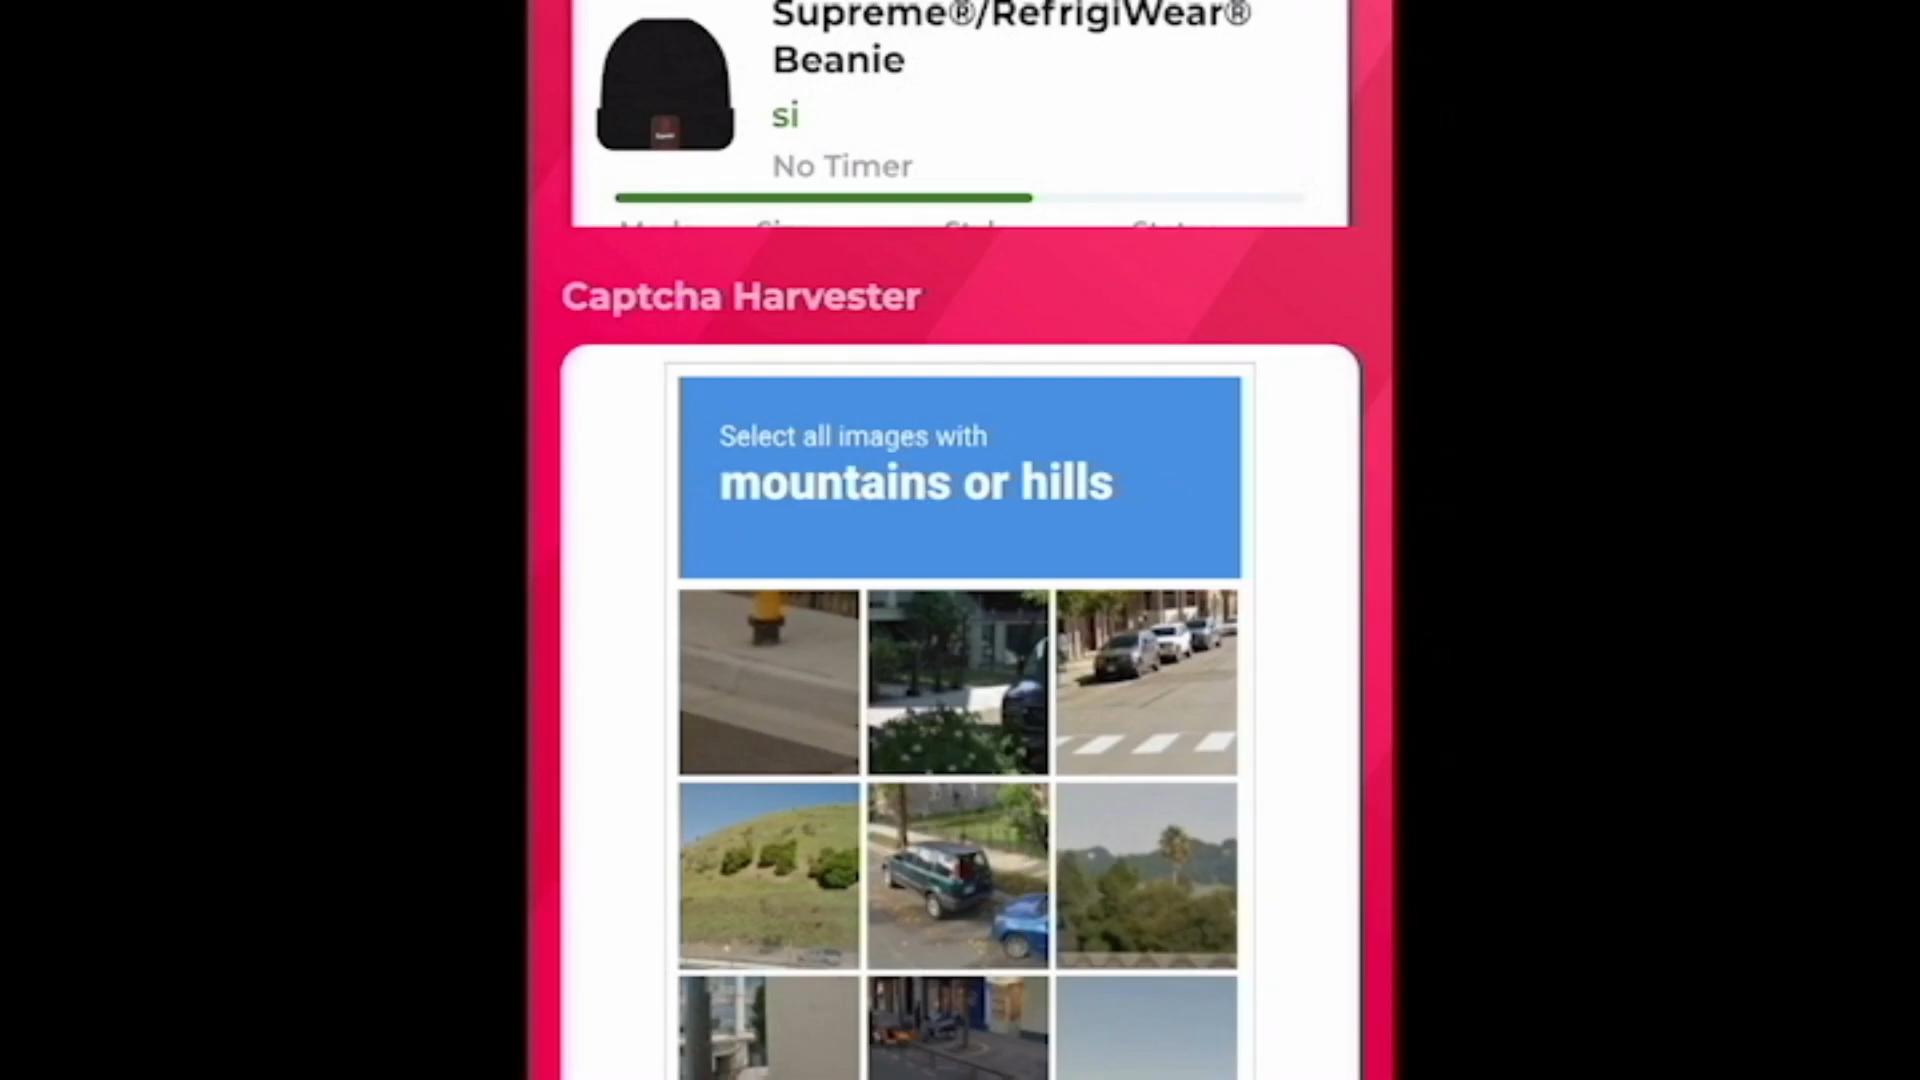 Supreme®/RefrigiWear®
Beanie
si
No Timer
Captcha Harvester
Select all images with
mountains or hills